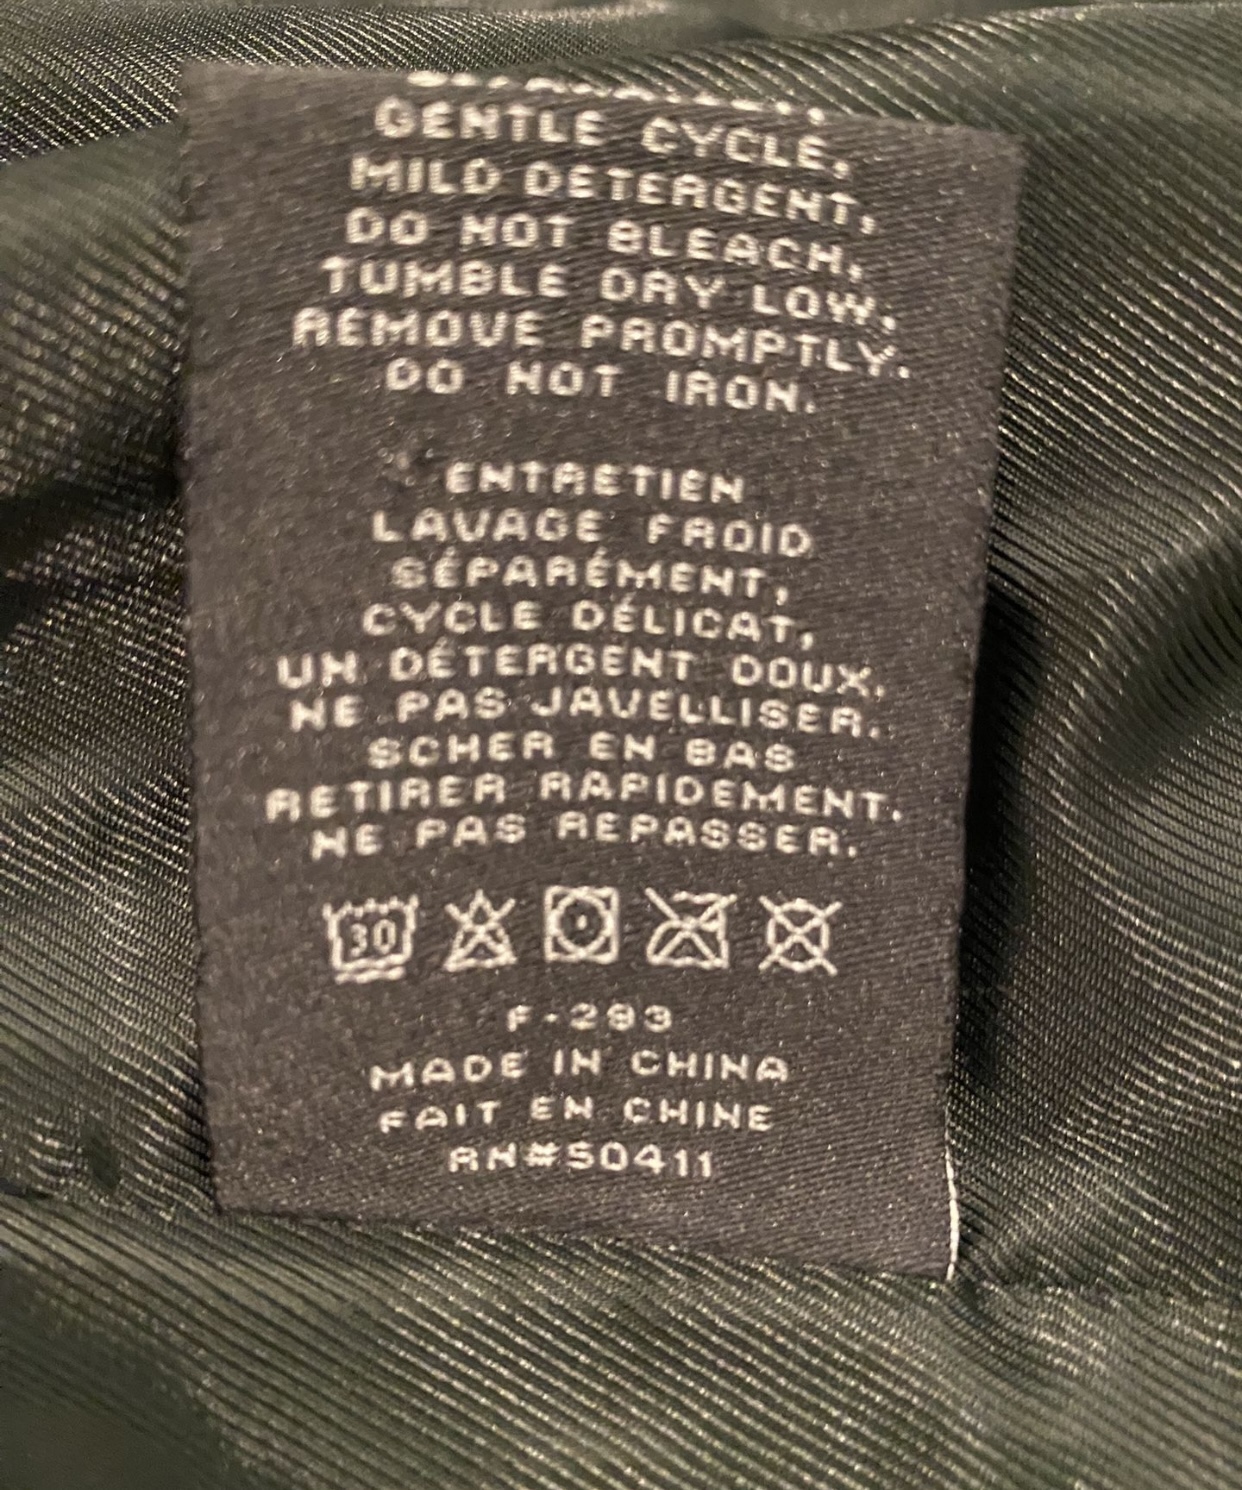 GENTLE CYCLE,
MILD DETERGENT,
DO NOT BLEACH,
TUMBLE DRY LOW,
REMOVE PROMPTLY.
DO NOT IRON.
ENTRETIEN
LAVAGE FROID
SÉPARÉMENT,
CYCLE DÉLICAT,
UN DÉTERGENT DOUX,
NE PAS JAVELLISER.
SCHER EN BAS
RETIRER RAPIDEMENT.
NE PAS REPASSER.
30
F-293
MADE IN CHINA
FAIT EN CHINE
RN#50411